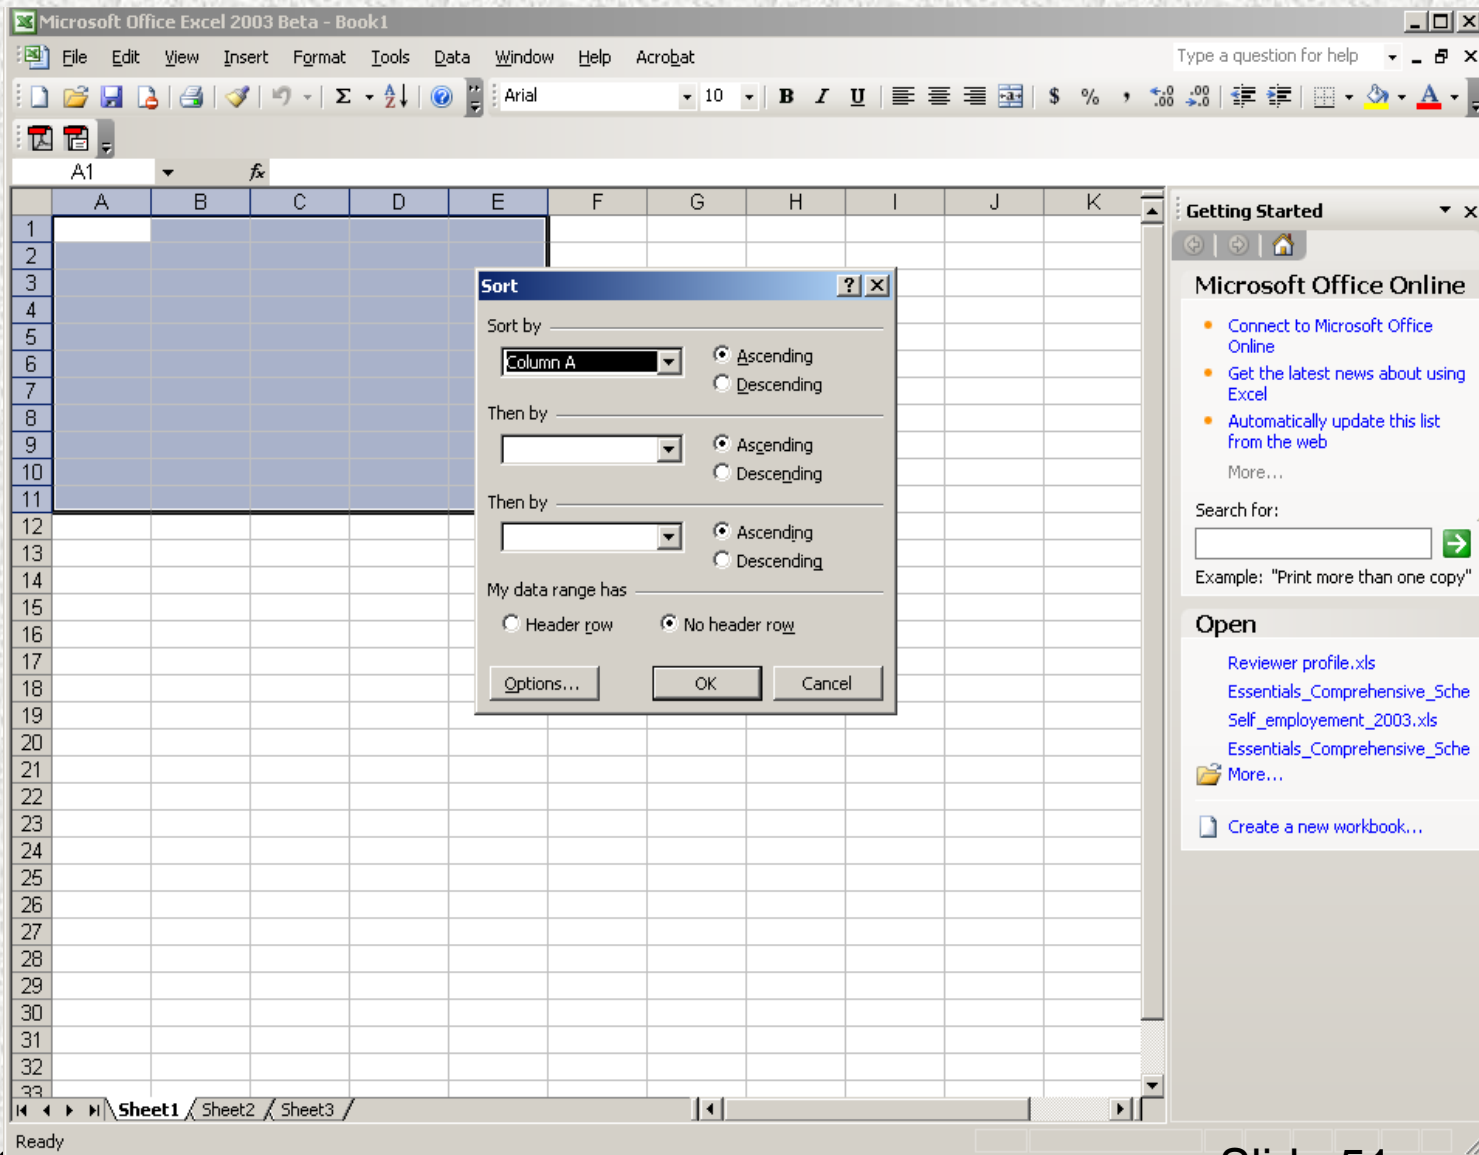 Microsoft Office Excel 2003 Beta - Book1
File Edit View Insert Format Tools Data Window Help Acrobat Type a question for help
Arial 10 B I U $ % ,
A1 fx
A B C D E F G H I J K
1
2
3
4
5
6
7
8
9
10
11
12
13
14
15
16
17
18
19
20
21
22
23
24
25
26
27
28
29
30
31
32
33
Sort
Sort by
Column A
Ascending
Descending
Then by
Ascending
Descending
Then by
Ascending
Descending
My data range has
Header row No header row
Options... OK Cancel
Getting Started
Microsoft Office Online
Connect to Microsoft Office
Online
Get the latest news about using
Excel
Automatically update this list
from the web
More...
Search for:
Example: "Print more than one copy"
Open
Reviewer profile.xls
Essentials_Comprehensive_Sche
Self_employement_2003.xls
Essentials_Comprehensive_Sche
More...
Create a new workbook...
Sheet1 Sheet2 Sheet3
Ready